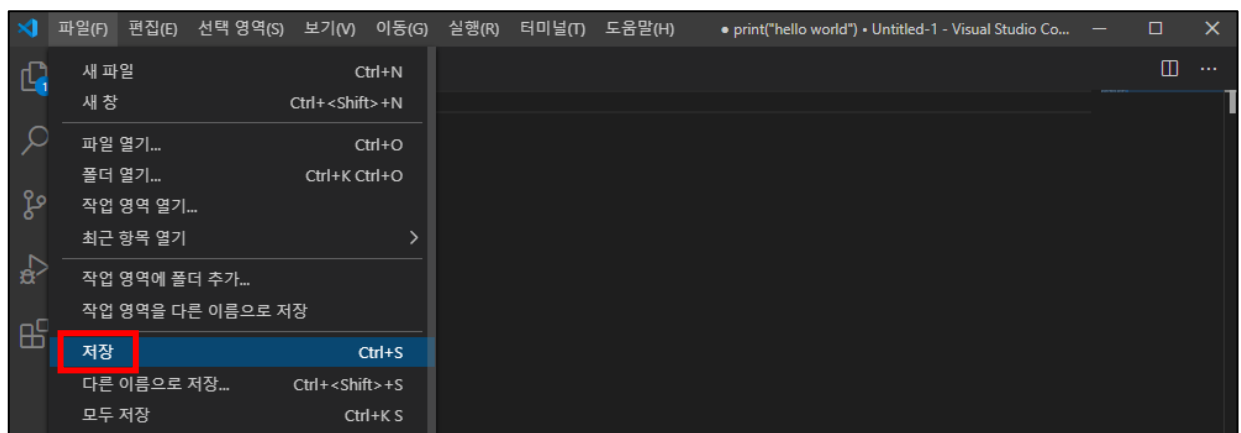 파일(F) 편집(E) 선택 영역(S) 보기(V) 이동(G) 실행(R) 터미널(T) 도움말(H) ● print("hello world") • Untitled-1 - Visual Studio Co...
1
새 파일 Ctrl+N
새 창 Ctrl+<Shift>+N
파일 열기... Ctrl+O
폴더 열기... Ctrl+K Ctrl+O
작업 영역 열기...
최근 항목 열기
작업 영역에 폴더 추가...
작업 영역을 다른 이름으로 저장
저장 Ctrl+S
다른 이름으로 저장... Ctrl+<Shift>+S
모두 저장 Ctrl+K S